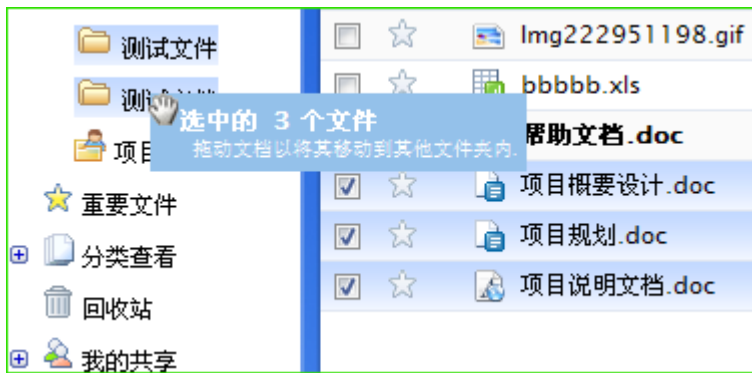 测试文件
项目
重要文件
分类查看
回收站
我的共享
选中的 3 个文件
拖动文档以将其移动到其他文件夹内.
Img222951198.gif
bbbbb.xls
帮助文档.doc
项目概要设计.doc
项目规划.doc
项目说明文档.doc